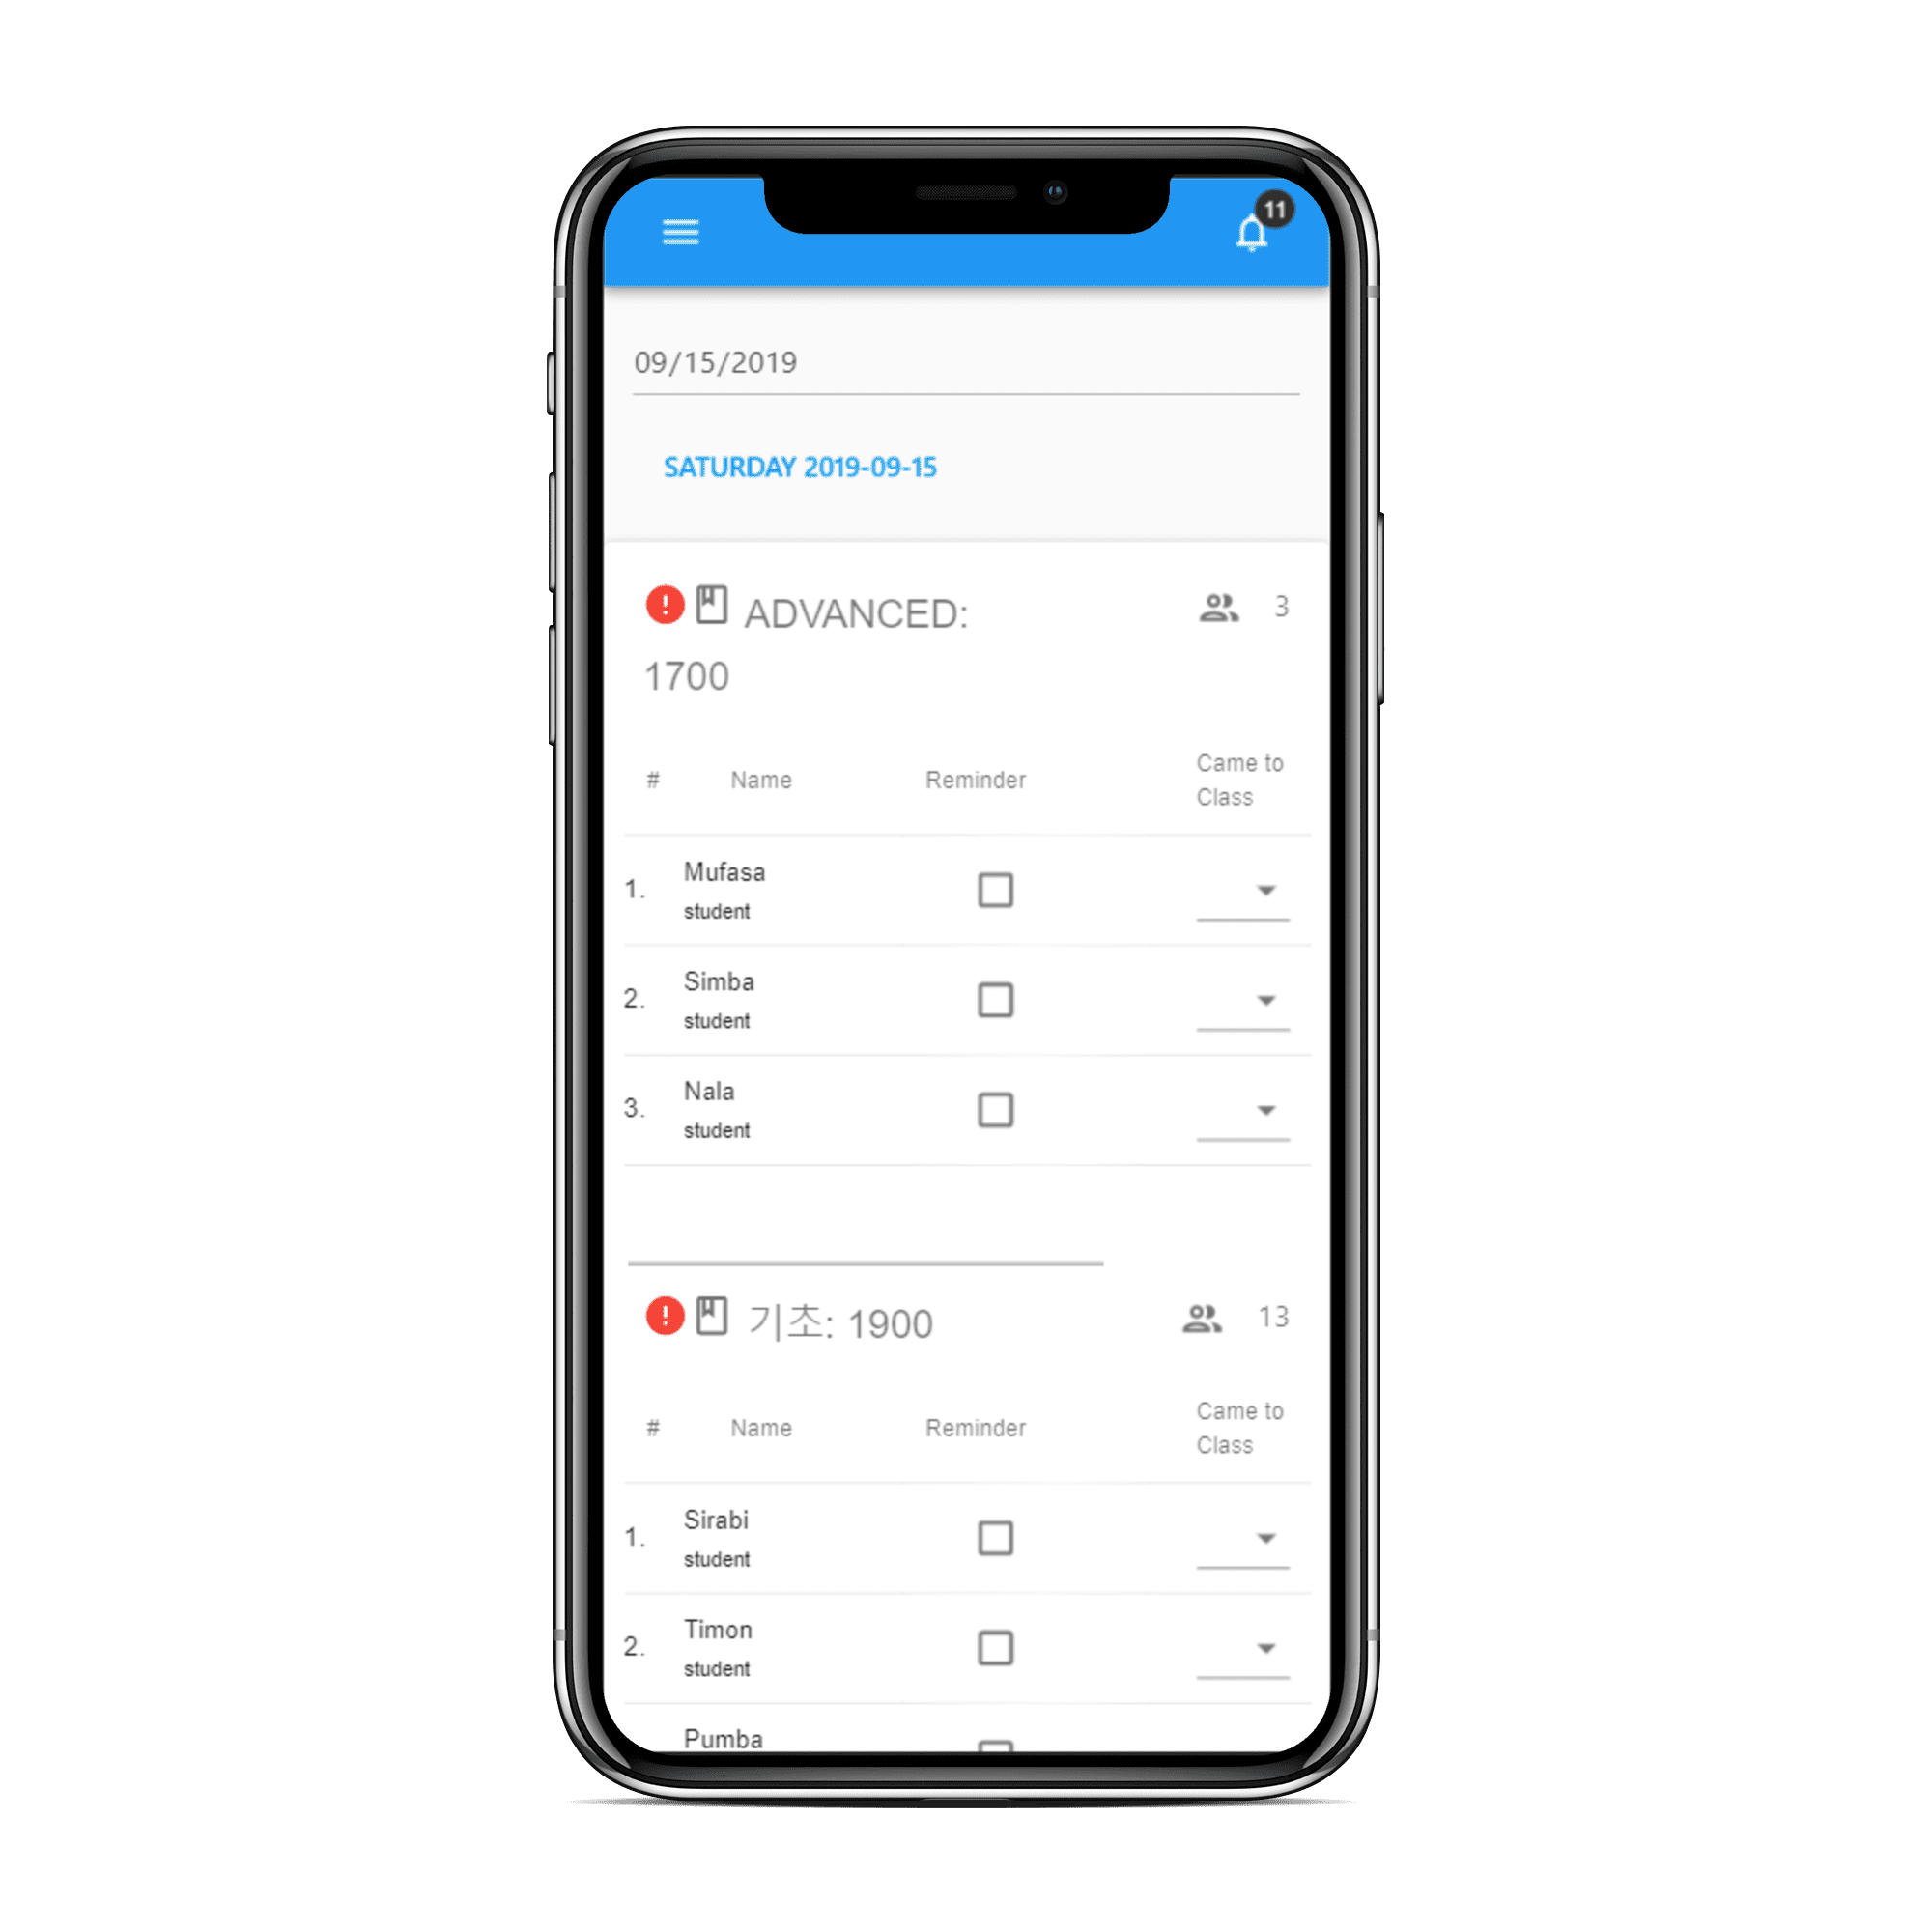 11
09/15/2019
SATURDAY 2019-09-15
ADVANCED: 3
1700
# Name Reminder Came to
Class
1. Mufasa
student
2. Simba
student
3. Nala
student
기초: 1900 13
# Name Reminder Came to
Class
1. Sirabi
student
2. Timon
student
Pumba